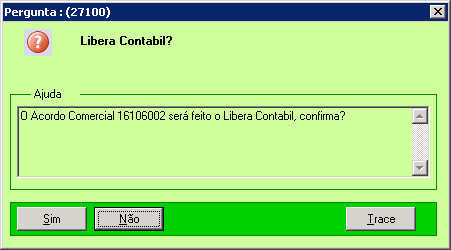 Pergunta : (27100)
Libera Contabil?
Ajuda
O Acordo Comercial 16106002 será feito o Libera Contabil, confirma?
Sim Não Trace